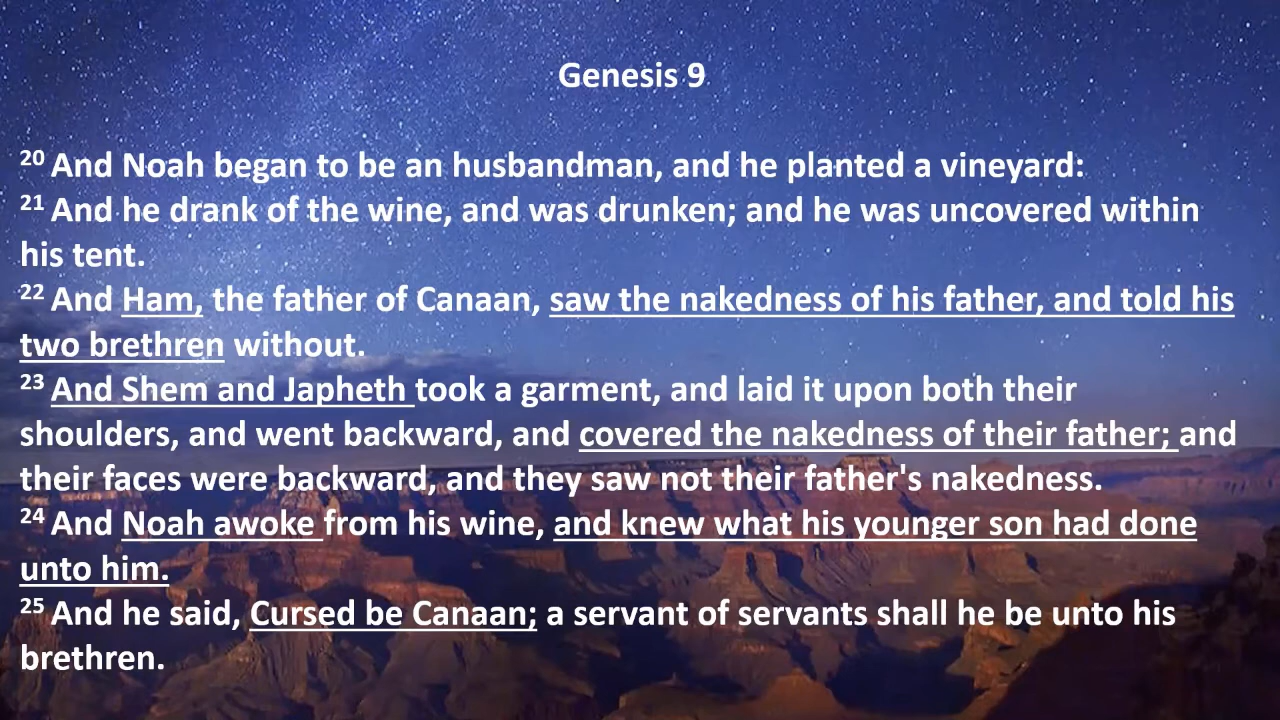 Genesis 9
20 And Noah began to be an husbandman, and he planted a vineyard:
21 And he drank of the wine, and was drunken; and he was uncovered within
his tent.
22 And Ham, the father of Canaan, saw the nakedness of his father, and told his
two brethren without.
23 And Shem and Japheth took a garment, and laid it upon both their
shoulders, and went backward, and covered the nakedness of their father; and
their faces were backward, and they saw not their father's nakedness.
24 And Noah awoke from his wine, and knew what his younger son had done
unto him.
25 And he said, Cursed be Canaan; a servant of servants shall he be unto his
brethren.